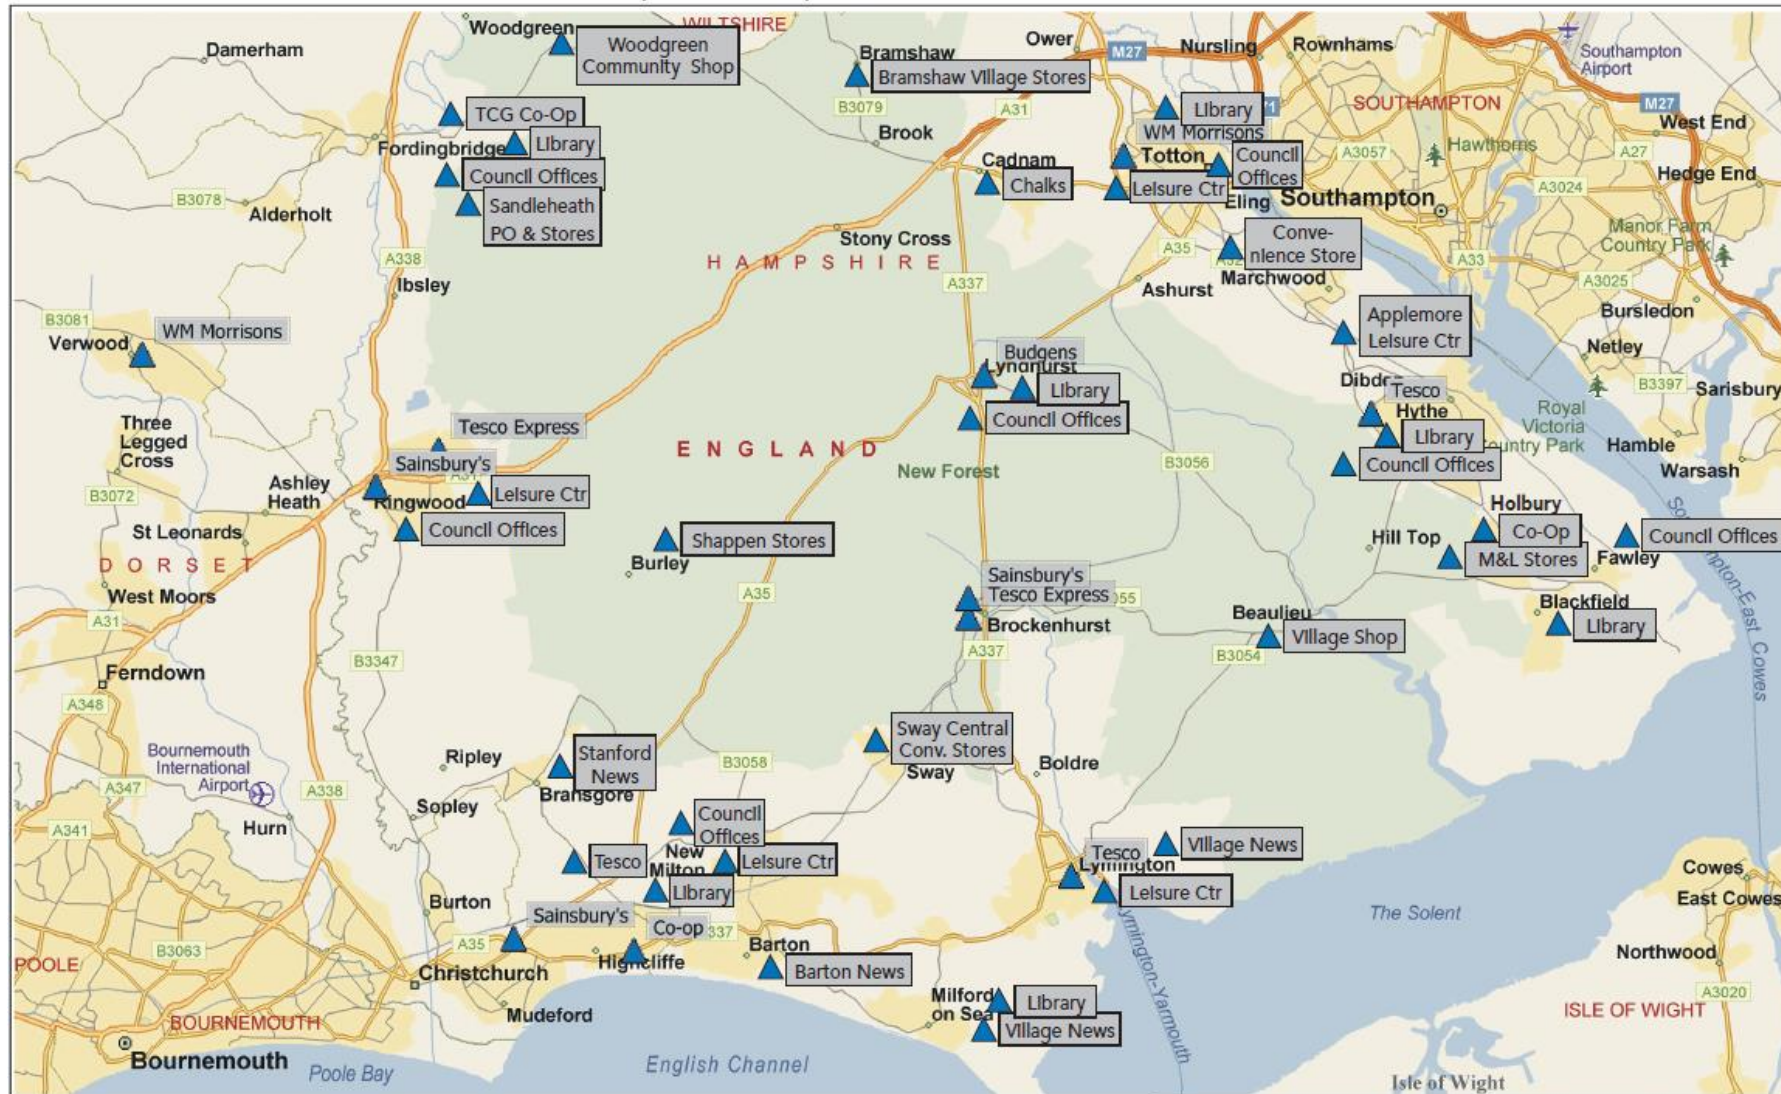 Woodgreen
WILTSHIRE
Damerham
Woodgreen
Community Shop
Bramshaw
Bramshaw Village Stores
Ower
M27
Nursling
Rownhams
Southampton
Airport
B3079
A31
TCG Co-Op
Library
Fordingbridge
Council Offices
Sandleheath
PO & Stores
Brook
Cadnam
Chalks
Library
71
WM Morrisons
Totton
Council
Offices
Leisure Ctr
Eling
SOUTHAMPTON
M27
West End
A3057
Hawthorns
A27
Hedge End
A3024
Southampton
B3078
Alderholt
A338
Ibsley
Stony Cross
HAMPSHIRE
A337
A35
Conve-
nience Store
A32
Marchwood
Ashurst
Manor Farm
Country Park
A33
A3025
Bursledon
B3081
Verwood
WM Morrisons
Applemore
Leisure Ctr
Netley
Budgens
Lyndhurst
Library
Council Offices
Tesco
Hythe
Library
Council Offices
Royal
Victoria
Country Park
B3397
Sarisbury
Hamble
Warsash
Three
Legged
Cross
Tesco Express
Sainsbury's
A31
Ringwood
Leisure Ctr
Council Offices
ENGLAND
New Forest
B3056
B3072
Ashley
Heath
St Leonards
DORSET
West Moors
Shappen Stores
Burley
Holbury
Hill Top
Co-Op
M&L Stores
Council Offices
Fawley
Blackfield
Library
A31
A35
Sainsbury's
Tesco Express
055
Brockenhurst
Beaulieu
Village Shop
Ferndown
B3347
A337
B3054
A348
Bournemouth
International
Airport
Ripley
Stanford
News
Bransgore
B3058
Sway Central
Conv. Stores
Sway
Boldre
A347
A338
Sopley
A341
Hurn
Council
Offices
New
Milton
Leisure Ctr
Tesco
Library
Tesco
Lymington
Village News
Leisure Ctr
Cowes
East Cowes
Burton
Sainsbury's
Co-op
337
The Solent
B3063
A35
Highcliffe
Barton
Barton News
Lymington-Yarmouth
Northwood
POOLE
Christchurch
Mudeford
Milford
on Sea
Library
Village News
A3020
ISLE OF WIGHT
BOURNEMOUTH
Bournemouth
Poole Bay
English Channel
Isle of Wight